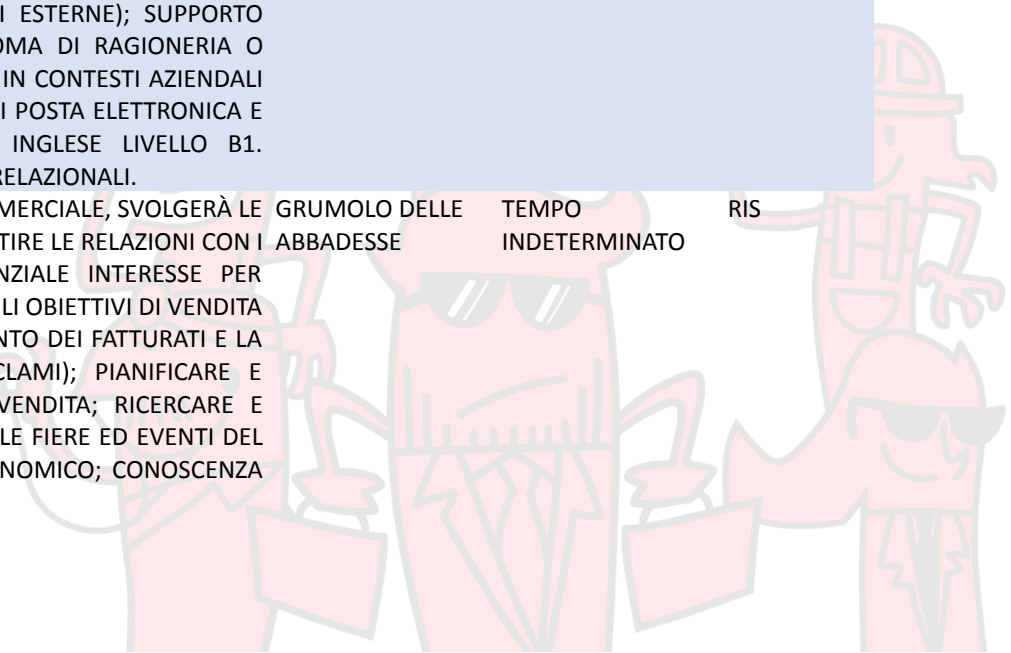 I ESTERNE); SUPPORTO
OMA DI RAGIONERIA O
IN CONTESTI AZIENDALI
I POSTA ELETTRONICA E
INGLESE LIVELLO B1.
RELAZIONALI.
MERCIALE, SVOLGERÀ LE GRUMOLO DELLE TEMPO RIS
TIRE LE RELAZIONI CON I ABBADESSE INDETERMINATO
NZIALE INTERESSE PER
LI OBIETTIVI DI VENDITA
NTO DEI FATTURATI E LA
CLAMI); PIANIFICARE E
VENDITA; RICERCARE E
LE FIERE ED EVENTI DEL
NOMICO; CONOSCENZA